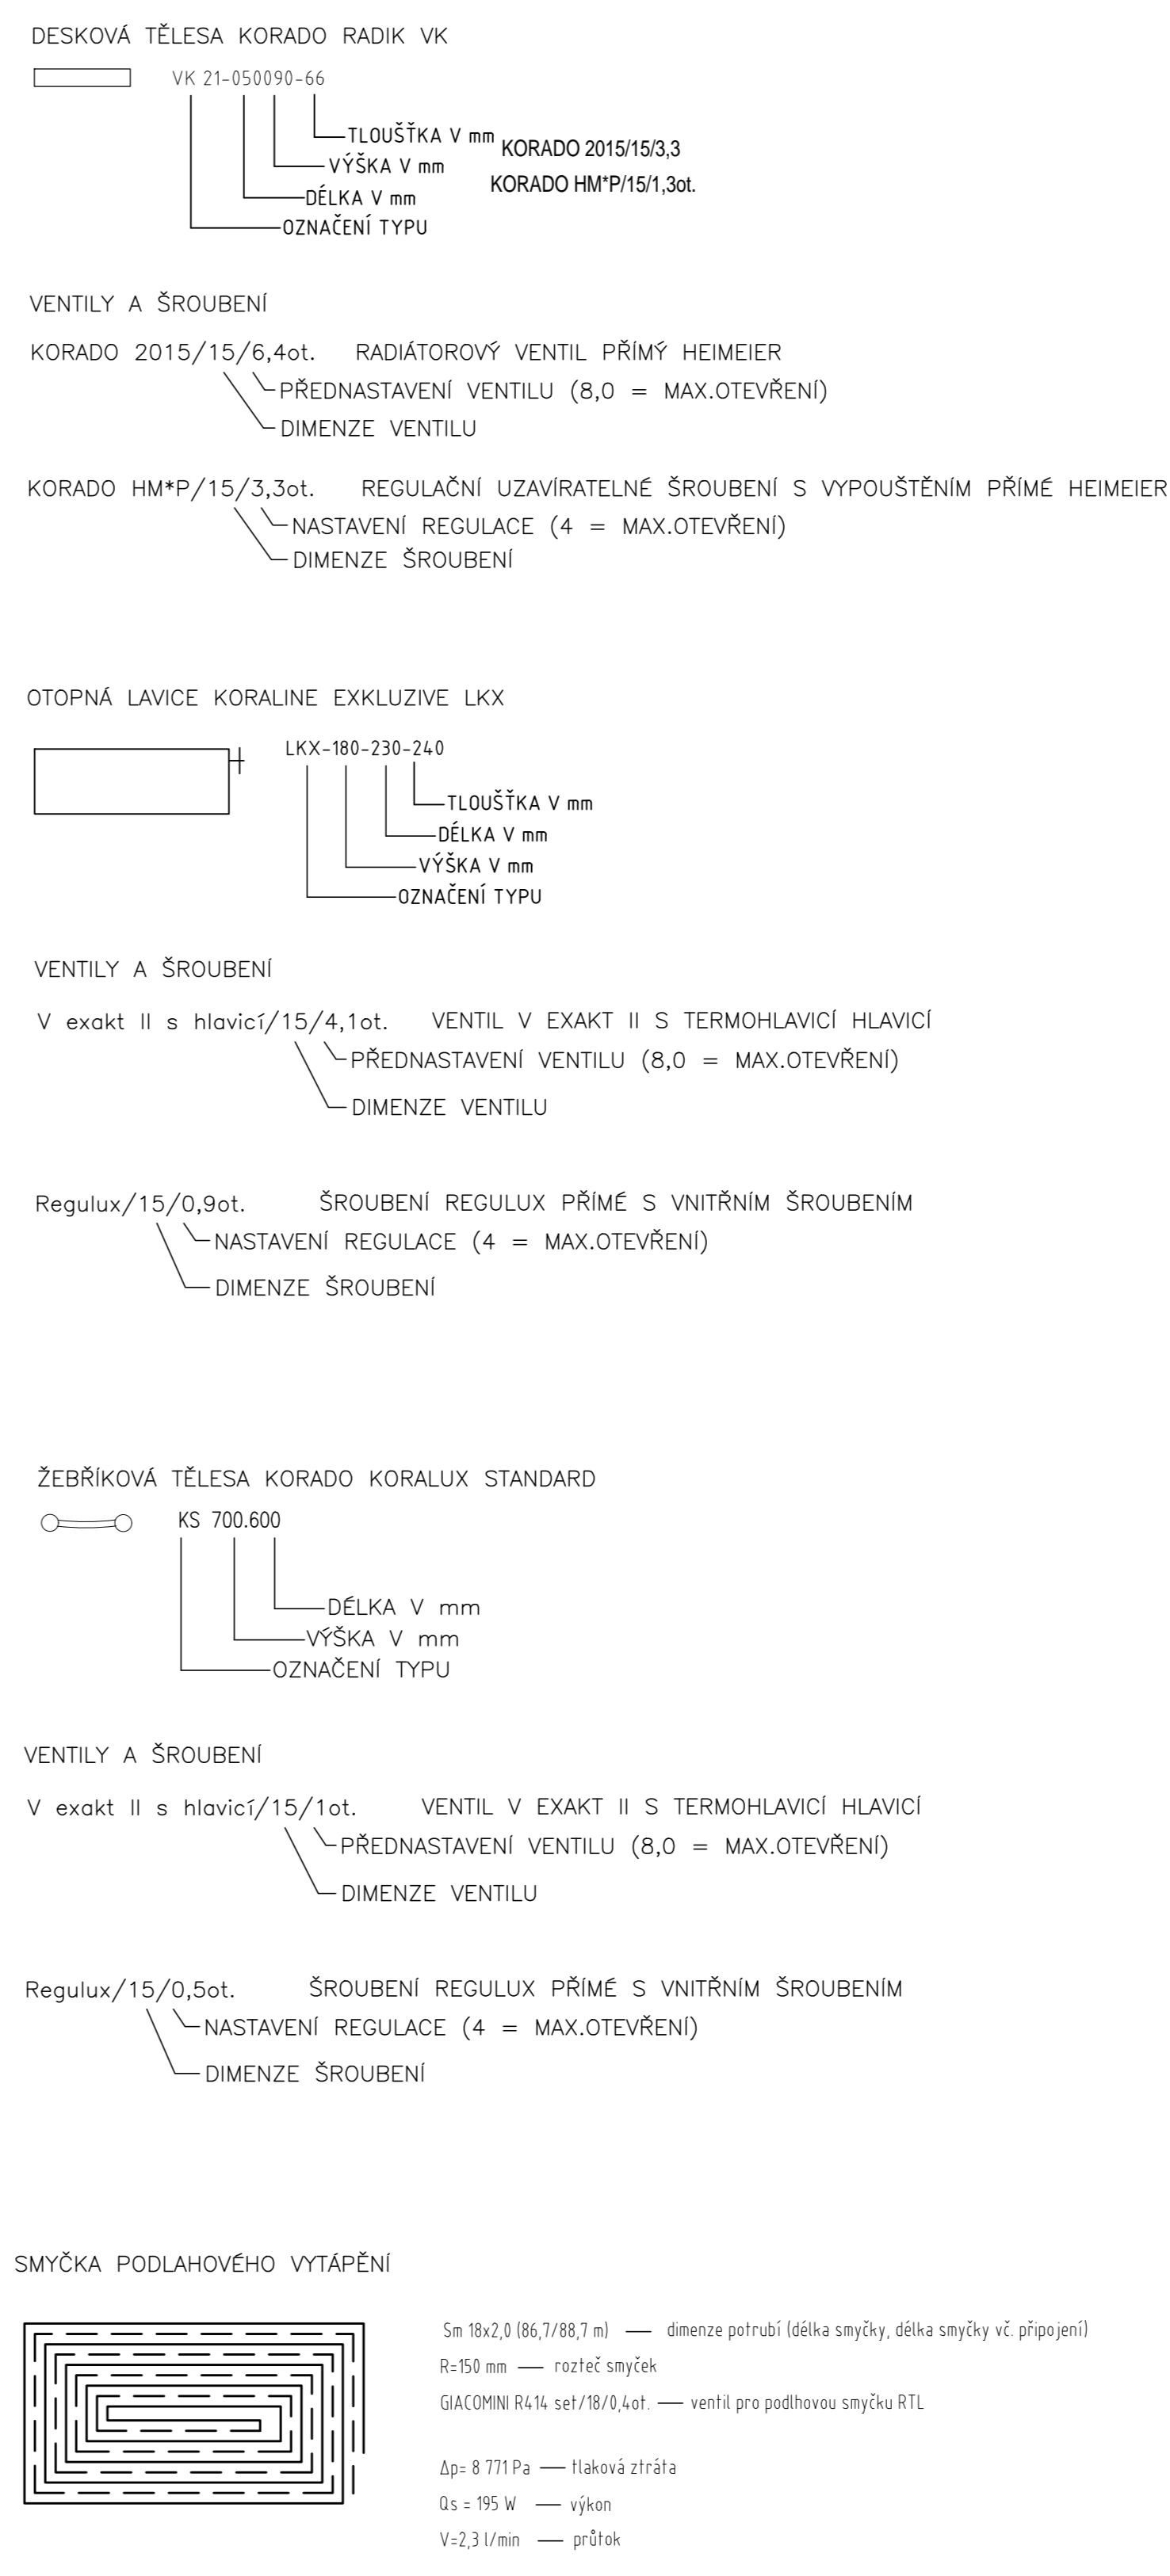 DESKOVÁ TĚLESA KORADO RADIK VK
VK 21-050090-66
TLOUŠŤKA V mm
KORADO 2015/15/3,3
VÝŠKA V mm
KORADO HM*P/15/1,3ot.
DÉLKA V mm
OZNAČENÍ TYPU
VENTILY A ŠROUBENÍ
KORADO 2015/15/6,4ot. RADIÁTOROVÝ VENTIL PŘÍMÝ HEIMEIER
PŘEDNASTAVENÍ VENTILU (8,0 = MAX.OTEVŘENÍ)
DIMENZE VENTILU
KORADO HM*P/15/3,3ot. REGULAČNÍ UZAVÍRATELNÉ ŠROUBENÍ S VYPOUŠTĚNÍM PŘÍMÉ HEIMEIER
NASTAVENÍ REGULACE (4 = MAX.OTEVŘENÍ)
DIMENZE ŠROUBENÍ
OTOPNÁ LAVICE KORALINE EXKLUZIVE LKX
LKX-180-230-240
TLOUŠŤKA V mm
DÉLKA V mm
VÝŠKA V mm
OZNAČENÍ TYPU
VENTILY A ŠROUBENÍ
V exakt II s hlavicí/15/4,1ot. VENTIL V EXAKT II S TERMOHLAVICÍ HLAVICÍ
PŘEDNASTAVENÍ VENTILU (8,0 = MAX.OTEVŘENÍ)
DIMENZE VENTILU
Regulux/15/0,9ot. ŠROUBENÍ REGULUX PŘÍMÉ S VNITŘNÍM ŠROUBENÍM
NASTAVENÍ REGULACE (4 = MAX.OTEVŘENÍ)
DIMENZE ŠROUBENÍ
ŽEBŘÍKOVÁ TĚLESA KORADO KORALUX STANDARD
KS 700.600
DÉLKA V mm
VÝŠKA V mm
OZNAČENÍ TYPU
VENTILY A ŠROUBENÍ
V exakt II s hlavicí/15/1ot. VENTIL V EXAKT II S TERMOHLAVICÍ HLAVICÍ
PŘEDNASTAVENÍ VENTILU (8,0 = MAX.OTEVŘENÍ)
DIMENZE VENTILU
Regulux/15/0,5ot. ŠROUBENÍ REGULUX PŘÍMÉ S VNITŘNÍM ŠROUBENÍM
NASTAVENÍ REGULACE (4 = MAX.OTEVŘENÍ)
DIMENZE ŠROUBENÍ
SMYČKA PODLAHOVÉHO VYTÁPĚNÍ
Sm 18x2,0 (86,7/88,7 m) — dimenze potrubí (délka smyčky, délka smyčky vč. připojení)
R=150 mm — rozteč smyček
GIACOMINI R414 set/18/0,4ot. — ventil pro podlhovou smyčku RTL
Δp= 8 771 Pa — tlaková ztráta
Qs = 195 W — výkon
V=2,3 l/min — průtok